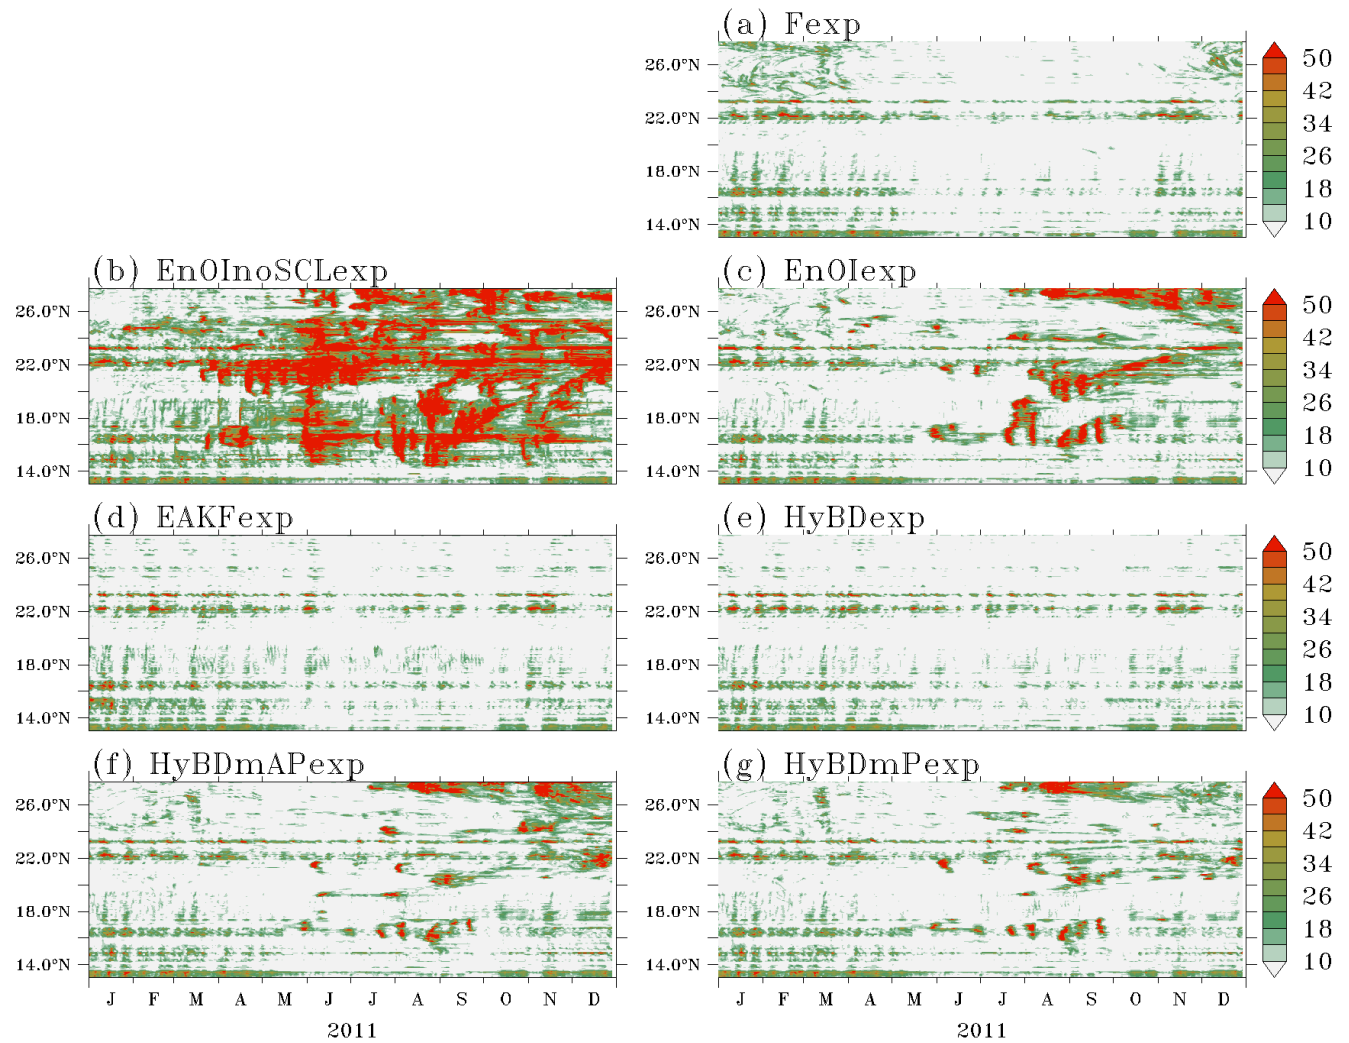 (a) Fexp
26.0°N
22.0°N
18.0°N
14.0°N
50
42
34
26
18
10
(b) EnOInoSCLexp
26.0°N
22.0°N
18.0°N
14.0°N
(c) EnOIexp
26.0°N
22.0°N
18.0°N
14.0°N
50
42
34
26
18
10
(d) EAKFexp
26.0°N
22.0°N
18.0°N
14.0°N
(e) HyBDexp
26.0°N
22.0°N
18.0°N
14.0°N
50
42
34
26
18
10
(f) HyBDmAPexp
26.0°N
22.0°N
18.0°N
14.0°N
J F M A M J J A S O N D
2011
(g) HyBDmPexp
26.0°N
22.0°N
18.0°N
14.0°N
J F M A M J J A S O N D
2011
50
42
34
26
18
10